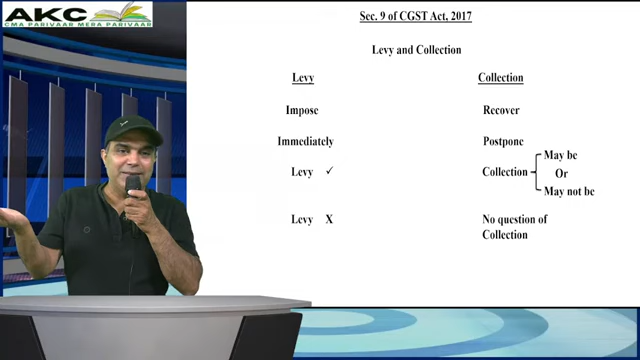 AKC
CMA PARIVAAR MERA PARIVAAR
Sec. 9 of CGST Act, 2017
Levy and Collection
Levy Collection
Impose Recover
Immediately Postpone
Levy ✓ Collection May be
Or
May not be
Levy X No question of
Collection